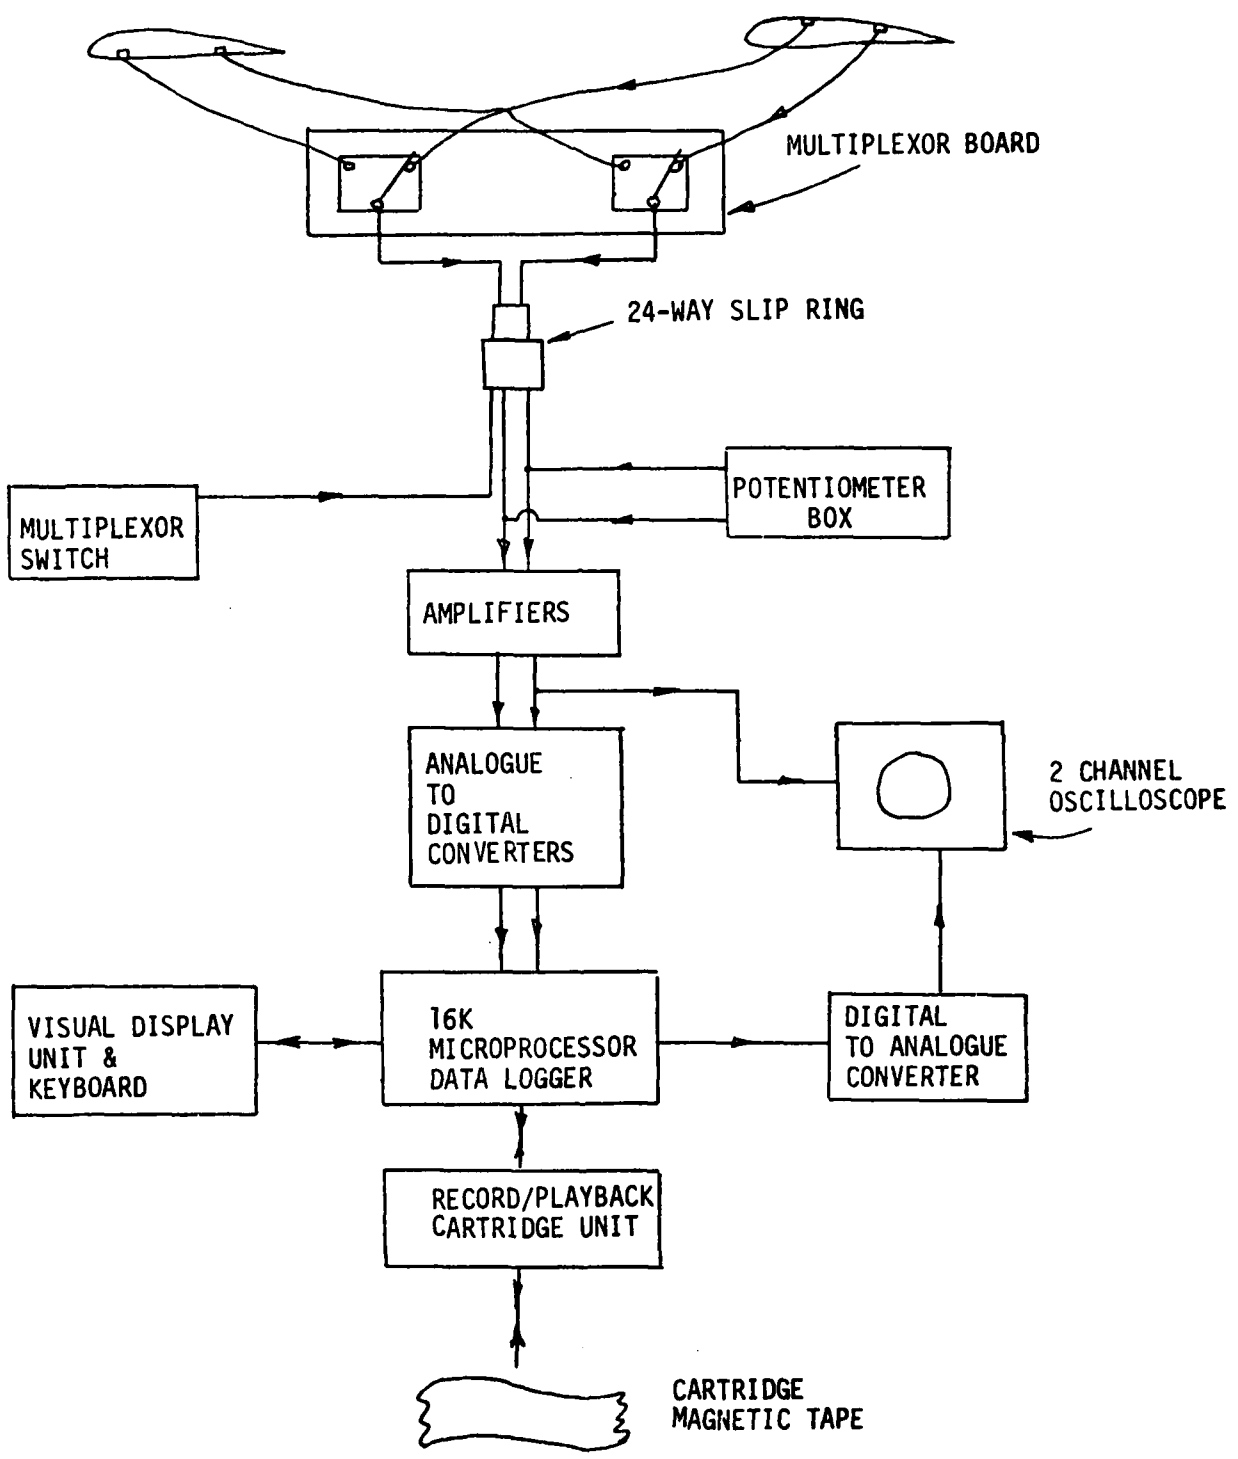 MULTIPLEXOR BOARD
24-WAY SLIP RING
POTENTIOMETER
BOX
MULTIPLEXOR
SWITCH
AMPLIFIERS
ANALOGUE
TO
DIGITAL
CONVERTERS
2 CHANNEL
OSCILLOSCOPE
VISUAL DISPLAY
UNIT &
KEYBOARD
16K
MICROPROCESSOR
DATA LOGGER
DIGITAL
TO ANALOGUE
CONVERTER
RECORD/PLAYBACK
CARTRIDGE UNIT
CARTRIDGE
MAGNETIC TAPE